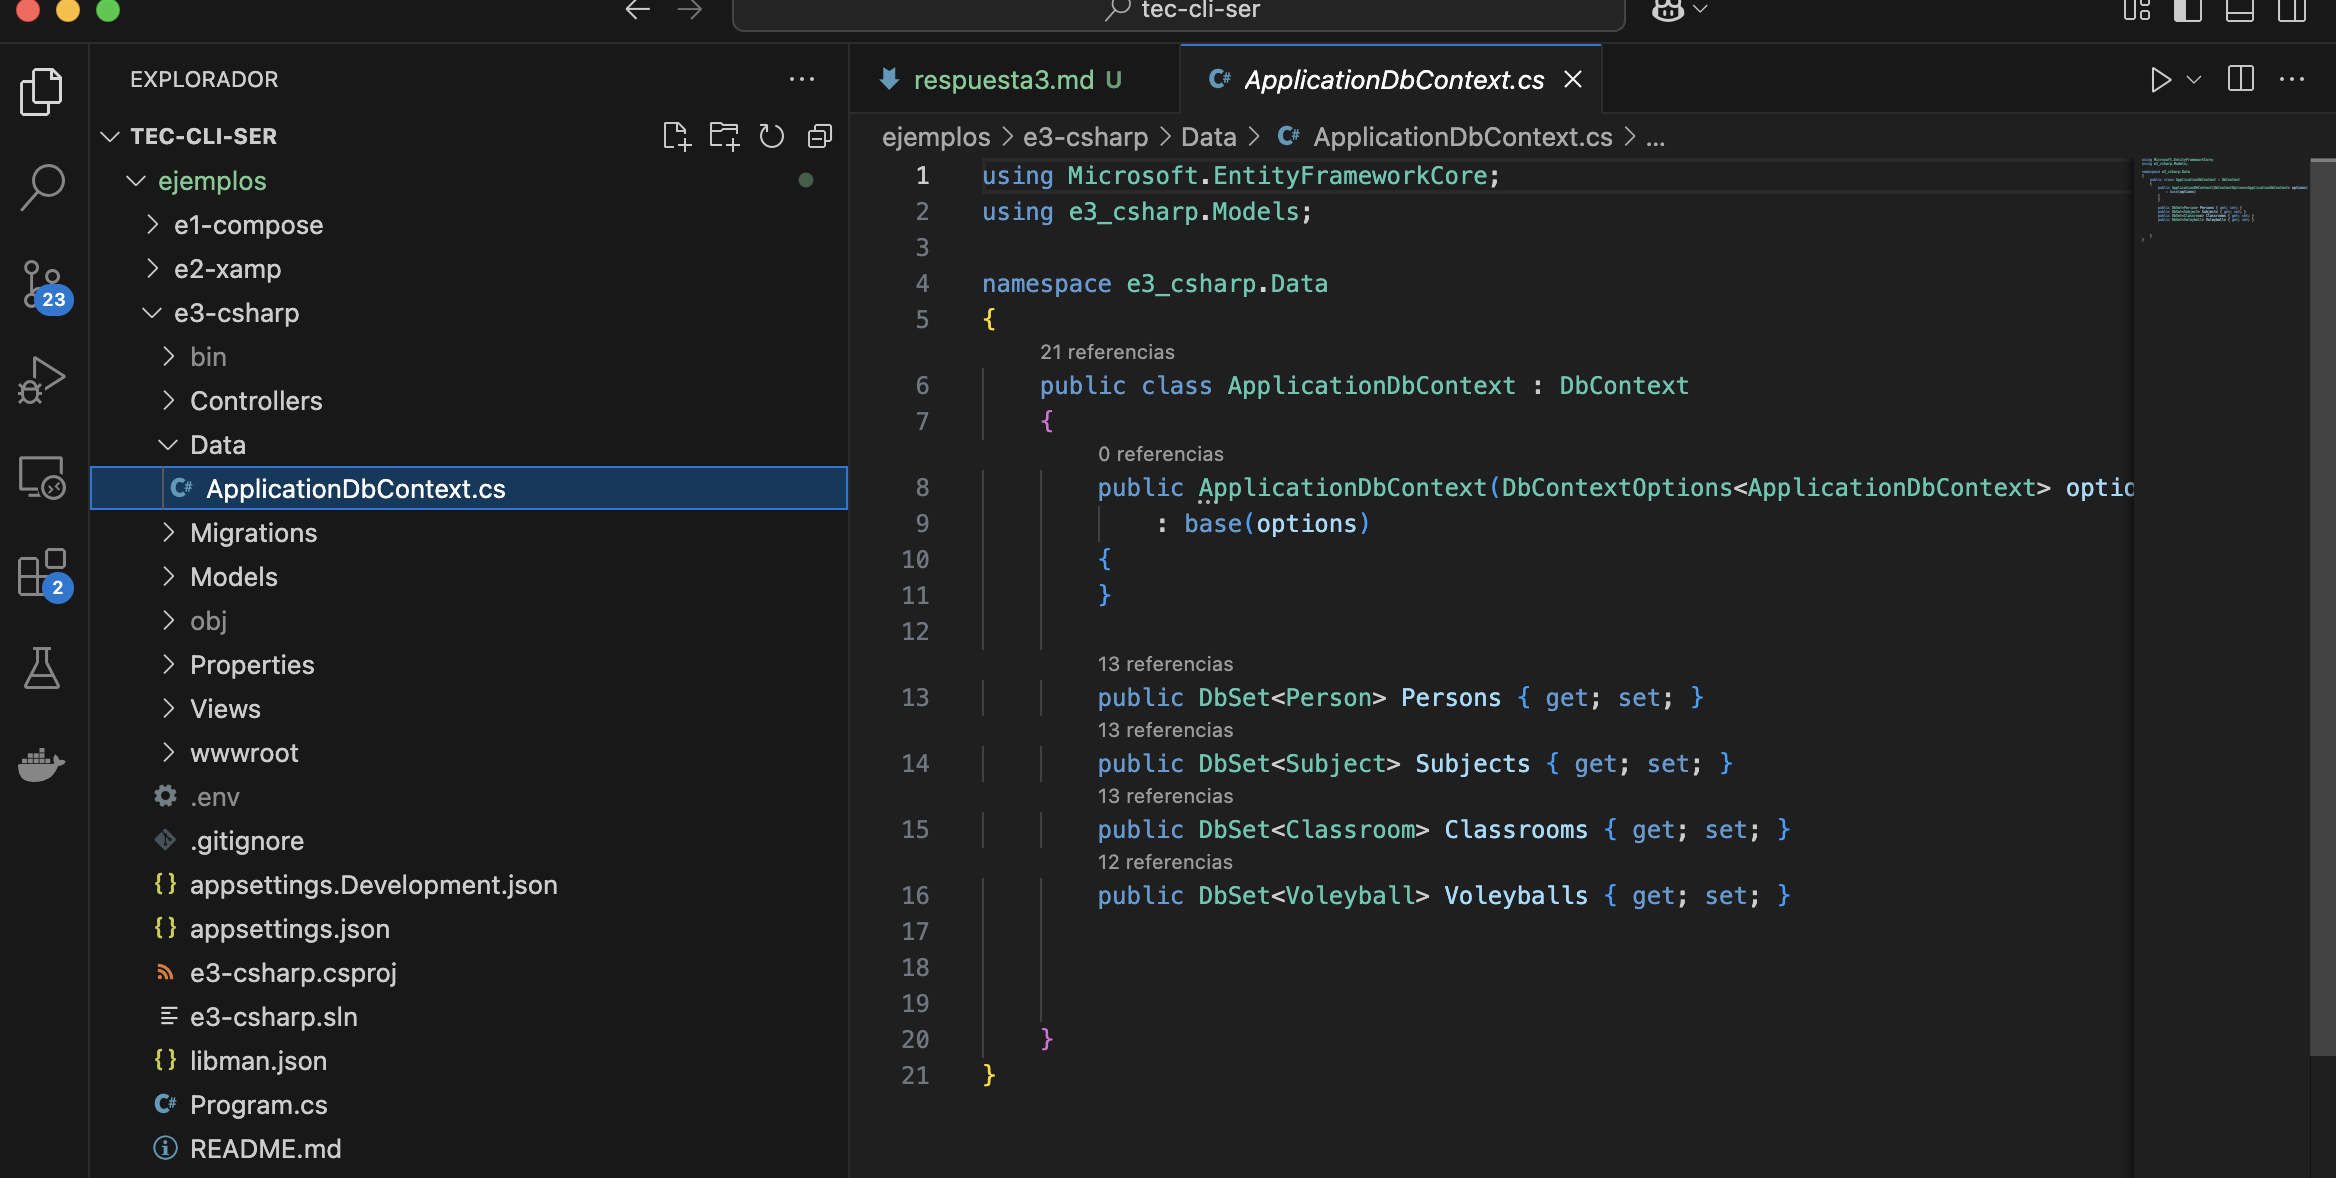 tec-cli-ser
EXPLORADOR
TEC-CLI-SER
ejemplos
e1-compose
e2-xamp
e3-csharp
bin
Controllers
Data
ApplicationDbContext.cs
Migrations
Models
obj
Properties
Views
wwwroot
.env
.gitignore
appsettings.Development.json
appsettings.json
e3-csharp.csproj
e3-csharp.sln
libman.json
Program.cs
README.md
23
2
respuesta3.md U
ApplicationDbContext.cs
ejemplos > e3-csharp > Data > ApplicationDbContext.cs > ...
1 using Microsoft.EntityFrameworkCore;
2 using e3_csharp.Models;
3
4 namespace e3_csharp.Data
5 {
21 referencias
6 public class ApplicationDbContext : DbContext
7 {
0 referencias
8 public ApplicationDbContext(DbContextOptions<ApplicationDbContext> optio
9 : base(options)
10 {
11 }
12
13 referencias
13 public DbSet<Person> Persons { get; set; }
13 referencias
14 public DbSet<Subject> Subjects { get; set; }
13 referencias
15 public DbSet<Classroom> Classrooms { get; set; }
12 referencias
16 public DbSet<Voleyball> Voleyballs { get; set; }
17
18
19
20 }
21 }